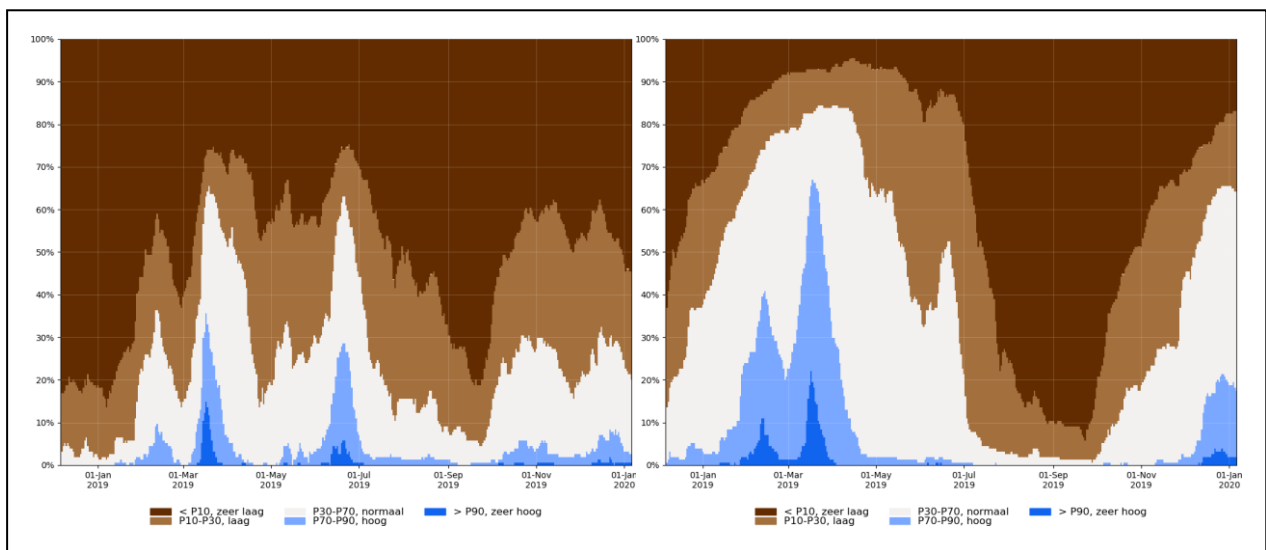 100%
90%
80%
70%
60%
50%
40%
30%
20%
10%
0%
01-Jan 01-Mar 01-May 01-Jul 01-Sep 01-Nov 01-Jan
2019 2019 2019 2019 2019 2019 2020
< P10, zeer laag P30-P70, normaal > P90, zeer hoog
P10-P30, laag P70-P90, hoog
100%
90%
80%
70%
60%
50%
40%
30%
20%
10%
0%
01-Jan 01-Mar 01-May 01-Jul 01-Sep 01-Nov 01-Jan
2019 2019 2019 2019 2019 2019 2020
< P10, zeer laag P30-P70, normaal > P90, zeer hoog
P10-P30, laag P70-P90, hoog